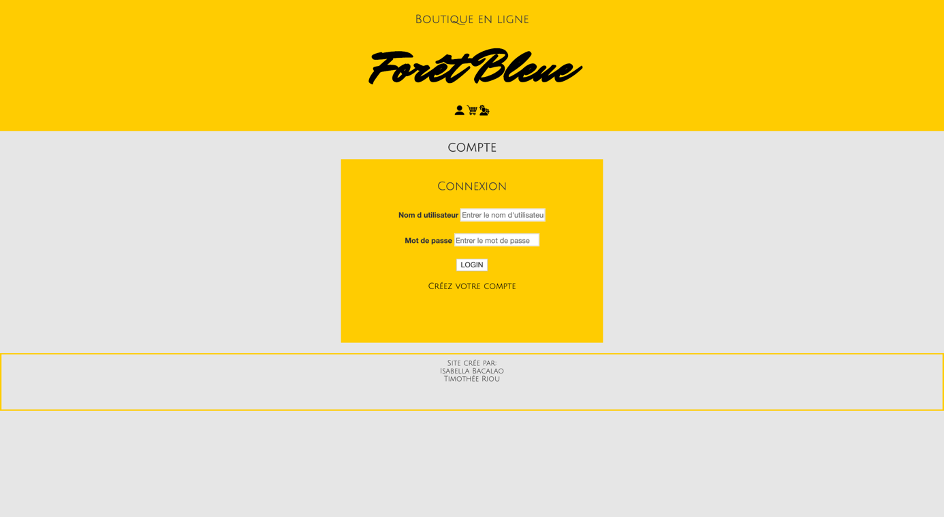 Boutique en ligne
Forêt Bleue
COMPTE
Connexion
Nom d utilisateur Entrer le nom d'utilisateu
Mot de passe Entrer le mot de passe
LOGIN
Créez votre compte
Site crée par:
Isabella Bacalao
Timothée Riou